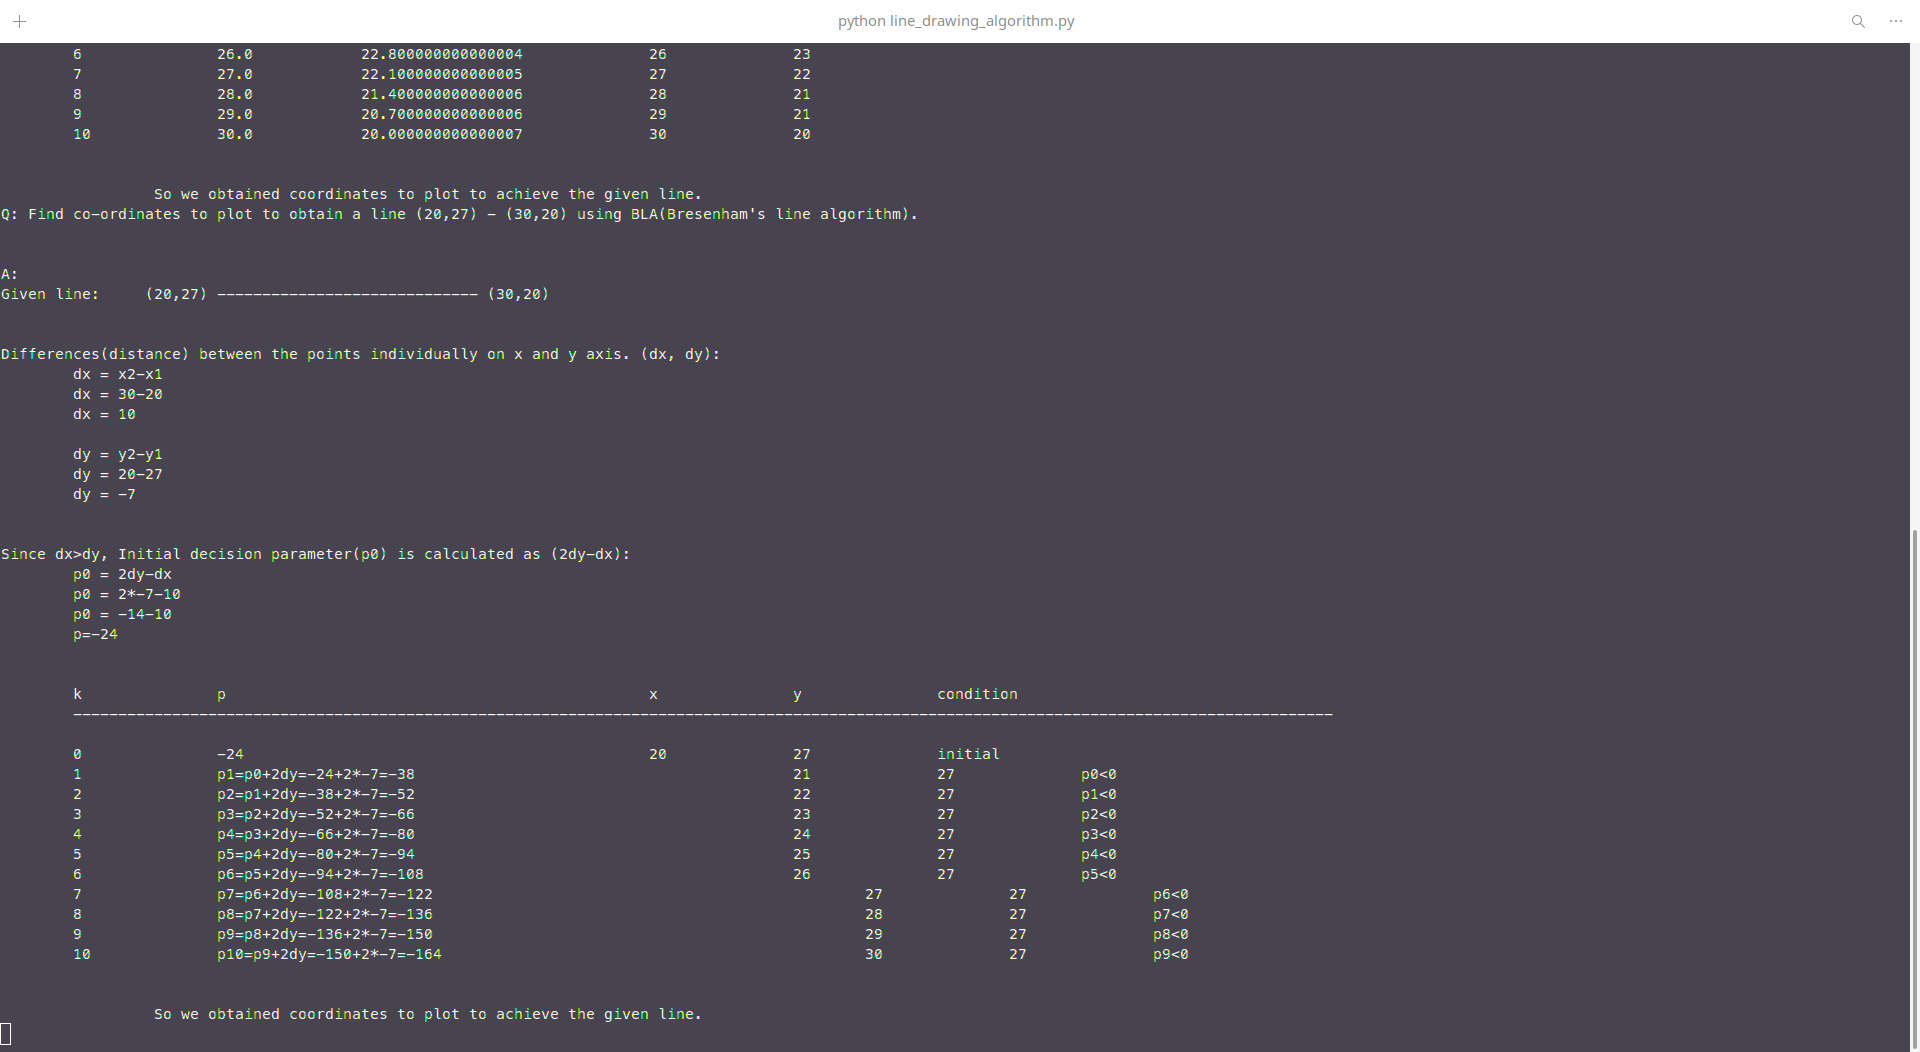 python line_drawing_algorithm.py
6 26.0 22.800000000000004 26 23
7 27.0 22.100000000000005 27 22
8 28.0 21.400000000000006 28 21
9 29.0 20.700000000000006 29 21
10 30.0 20.000000000000007 30 20
So we obtained coordinates to plot to achieve the given line.
Q: Find co-ordinates to plot to obtain a line (20,27) - (30,20) using BLA(Bresenham's line algorithm).
A:
Given line: (20,27) ----------------------------- (30,20)
Differences(distance) between the points individually on x and y axis. (dx, dy):
dx = x2-x1
dx = 30-20
dx = 10
dy = y2-y1
dy = 20-27
dy = -7
Since dx>dy, Initial decision parameter(p0) is calculated as (2dy-dx):
p0 = 2dy-dx
p0 = 2*-7-10
p0 = -14-10
p=-24
k p x y condition
--------------------------------------------------------------------------------------------------------------------------------------------
0 -24 20 27 initial
1 p1=p0+2dy=-24+2*-7=-38 21 27 p0<0
2 p2=p1+2dy=-38+2*-7=-52 22 27 p1<0
3 p3=p2+2dy=-52+2*-7=-66 23 27 p2<0
4 p4=p3+2dy=-66+2*-7=-80 24 27 p3<0
5 p5=p4+2dy=-80+2*-7=-94 25 27 p4<0
6 p6=p5+2dy=-94+2*-7=-108 26 27 p5<0
7 p7=p6+2dy=-108+2*-7=-122 27 27 p6<0
8 p8=p7+2dy=-122+2*-7=-136 28 27 p7<0
9 p9=p8+2dy=-136+2*-7=-150 29 27 p8<0
10 p10=p9+2dy=-150+2*-7=-164 30 27 p9<0
So we obtained coordinates to plot to achieve the given line.